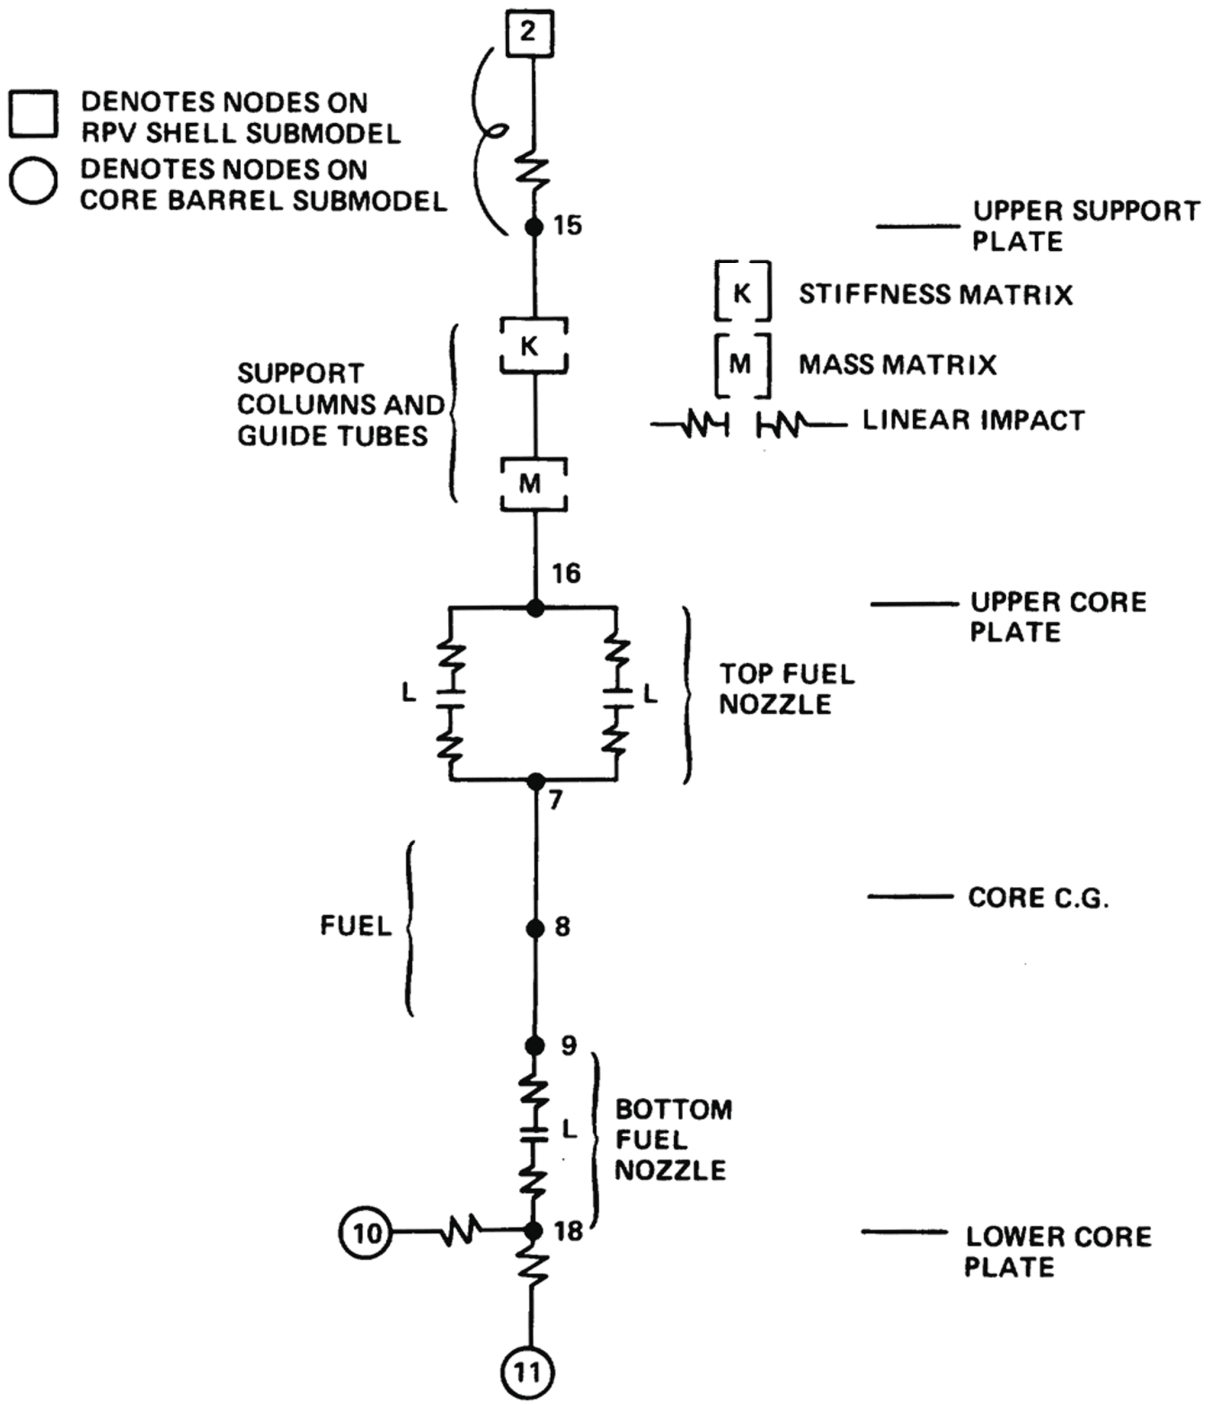 2
DENOTES NODES ON
RPV SHELL SUBMODEL
DENOTES NODES ON
CORE BARREL SUBMODEL
15
UPPER SUPPORT
PLATE
K
STIFFNESS MATRIX
K
M
MASS MATRIX
SUPPORT
COLUMNS AND
GUIDE TUBES
LINEAR IMPACT
M
16
UPPER CORE
PLATE
L
L
TOP FUEL
NOZZLE
7
FUEL
8
CORE C.G.
9
L
BOTTOM
FUEL
NOZZLE
10
18
LOWER CORE
PLATE
11